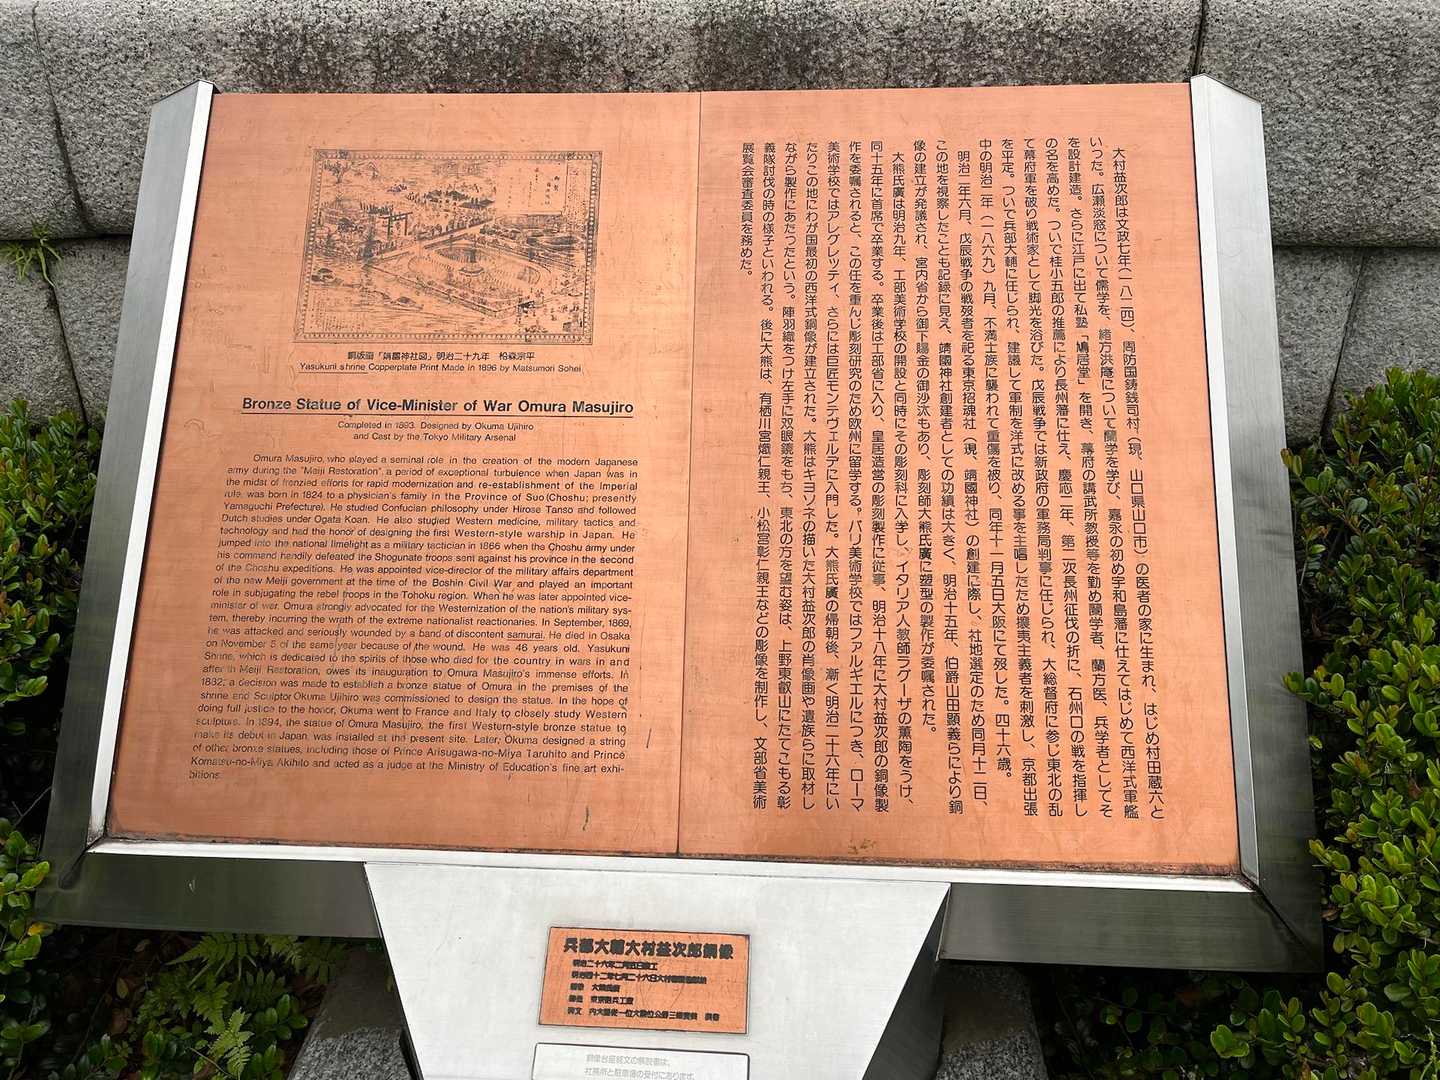 銅版画「靖國神社図」明治二十九年 松森宗平
Yasukuni shrine Copperplate Print Made in 1896 by Matsumori Sohei
Bronze Statue of Vice-Minister of War Omura Masujiro
Completed in 1893. Designed by Okuma Ujihiro
and Cast by the Tokyo Military Arsenal
Omura Masujiro, who played a seminal role in the creation of the modern Japanese
army during the "Meiji Restoration", a period of exceptional turbulence when Japan was in
the midst of frenzied efforts for rapid modernization and re-establishment of the Imperial
rule, was born in 1824 to a physician's family in the Province of Suo (Choshu; presently
Yamaguchi Prefecture). He studied Confucian philosophy under Hirose Tanso and followed
Dutch studies under Ogata Koan. He also studied Western medicine, military tactics and
technology and had the honor of designing the first Western-style warship in Japan. He
jumped into the national limelight as a military tactician in 1866 when the Choshu army under
his command handily defeated the Shogunate troops sent against his province in the second
of the Choshu expeditions. He was appointed vice-director of the military affairs department
of the new Meiji government at the time of the Boshin Civil War and played an important
role in subjugating the rebel troops in the Tohoku region. When he was later appointed vice-
minister of war, Omura strongly advocated for the Westernization of the nation's military sys-
tem, thereby incurring the wrath of the extreme nationalist reactionaries. In September, 1869,
he was attacked and seriously wounded by a band of discontent samurai. He died in Osaka
on November 5 of the same year because of the wound. He was 46 years old. Yasukuni
Shrine, which is dedicated to the spirits of those who died for the country in wars in and
after th Meiji Restoration, owes its inauguration to Omura Masujiro's immense efforts. In
1882, a decision was made to establish a bronze statue of Omura in the premises of the
shrine and Sculptor Okuma Ujihiro was commissioned to design the statue. In the hope of
doing full justice to the honor, Okuma went to France and Italy to closely study Western
sculpture. In 1894, the statue of Omura Masujiro, the first Western-style bronze statue to
make its debut in Japan, was installed at the present site. Later, Okuma designed a string
of other bronze statues, including those of Prince Arisugawa-no-Miya Taruhito and Prince
Komatsu-no-Miya Akihito and acted as a judge at the Ministry of Education's fine art exhi-
bitions.
大村益次郎は文政七年(一八二四)、周防国鋳銭司村(現、山口県山口市)の医者の家に生まれ、はじめ村田蔵六と
いった。広瀬淡窓について儒学を、緒方洪庵について蘭学を学び、嘉永の初め宇和島藩に仕えてはじめて西洋式軍艦
を設計建造。さらに江戸に出て私塾「鳩居堂」を開き、幕府の講武所教授等を勤め蘭学者、蘭方医、兵学者としてそ
の名を高めた。ついで桂小五郎の推薦により長州藩に仕え、慶応二年、第二次長州征伐の折に、石州口の戦を指揮し
て幕府軍を破り戦術家として脚光を浴びた。戊辰戦争では新政府の軍務局判事に任じられ、大総督府に参じ東北の乱
を平定。ついで兵部大輔に任じられ、建議して軍制を洋式に改める事を主唱したため攘夷主義者を刺激し、京都出張
中の明治二年(一八六九)九月、不満士族に襲われて重傷を被り、同年十一月五日大阪にて歿した。四十六歳。
明治二年六月、戊辰戦争の戦歿者を祀る東京招魂社(現、靖國神社)の創建に際し、社地選定のため同月十二日、
この地を視察したことも記録に見え、靖國神社創建者としての功績は大きく、明治十五年、伯爵山田顕義らにより銅
像の建立が発議され、宮内省から御下賜金の御沙汰もあり、彫刻師大熊氏廣に塑型の製作が委嘱された。
大熊氏廣は明治九年、工部美術学校の開設と同時にその彫刻科に入学し、イタリア人教師ラグーザの薫陶をうけ、
同十五年に首席で卒業する。卒業後は工部省に入り、皇居造営の彫刻製作に従事、明治十八年に大村益次郎の銅像製
作を委嘱されると、この任を重んじ彫刻研究のため欧州に留学する。パリ美術学校ではファルギエルにつき、ローマ
美術学校ではアレグレッティ、さらには巨匠モンテヴェルデに入門した。大熊氏廣の帰朝後、漸く明治二十六年にい
たりこの地にわが国最初の西洋式銅像が建立された。大熊はキヨソネの描いた大村益次郎の肖像画や遺族らに取材し
ながら製作にあたったという。陣羽織をつけ左手に双眼鏡をもち、東北の方を望む姿は、上野東叡山にたてこもる彰
義隊討伐の時の様子といわれる。後に大熊は、有栖川宮熾仁親王、小松宮彰仁親王などの彫像を制作し、文部省美術
展覧会審査委員を務めた。
兵部大輔大村益次郎銅像
明治二十六年二月五日竣工
鋳造 東京砲兵工廠
銅像台座銘文の解説書は、
社務所と駐車場の受付にあります。